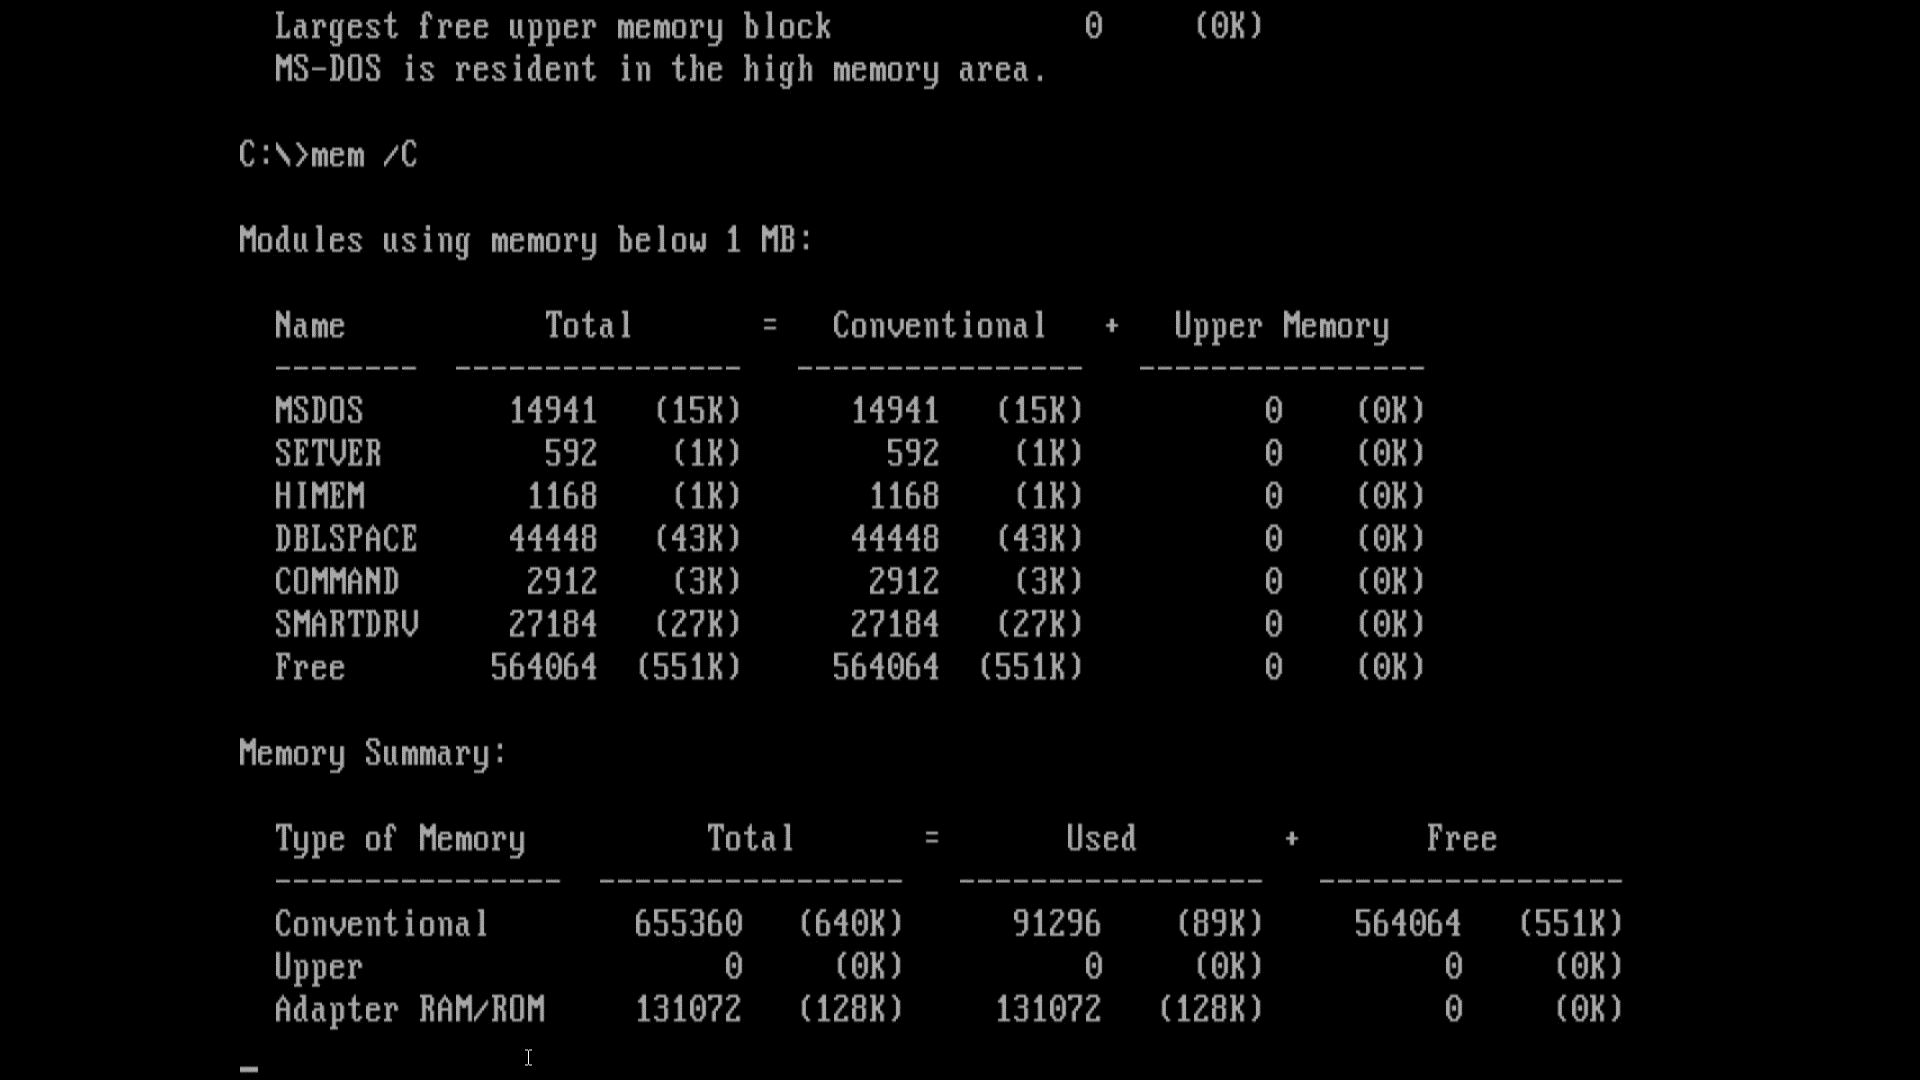 Largest free upper memory block 0 (0K)
MS-DOS is resident in the high memory area.
C:\>mem /C
Modules using memory below 1 MB:
Name Total = Conventional + Upper Memory
-------- ---------------- ---------------- ----------------
MSDOS 14941 (15K) 14941 (15K) 0 (0K)
SETVER 592 (1K) 592 (1K) 0 (0K)
HIMEM 1168 (1K) 1168 (1K) 0 (0K)
DBLSPACE 44448 (43K) 44448 (43K) 0 (0K)
COMMAND 2912 (3K) 2912 (3K) 0 (0K)
SMARTDRV 27184 (27K) 27184 (27K) 0 (0K)
Free 564064 (551K) 564064 (551K) 0 (0K)
Memory Summary:
Type of Memory Total = Used + Free
---------------- ----------------- ----------------- -----------------
Conventional 655360 (640K) 91296 (89K) 564064 (551K)
Upper 0 (0K) 0 (0K) 0 (0K)
Adapter RAM/ROM 131072 (128K) 131072 (128K) 0 (0K)